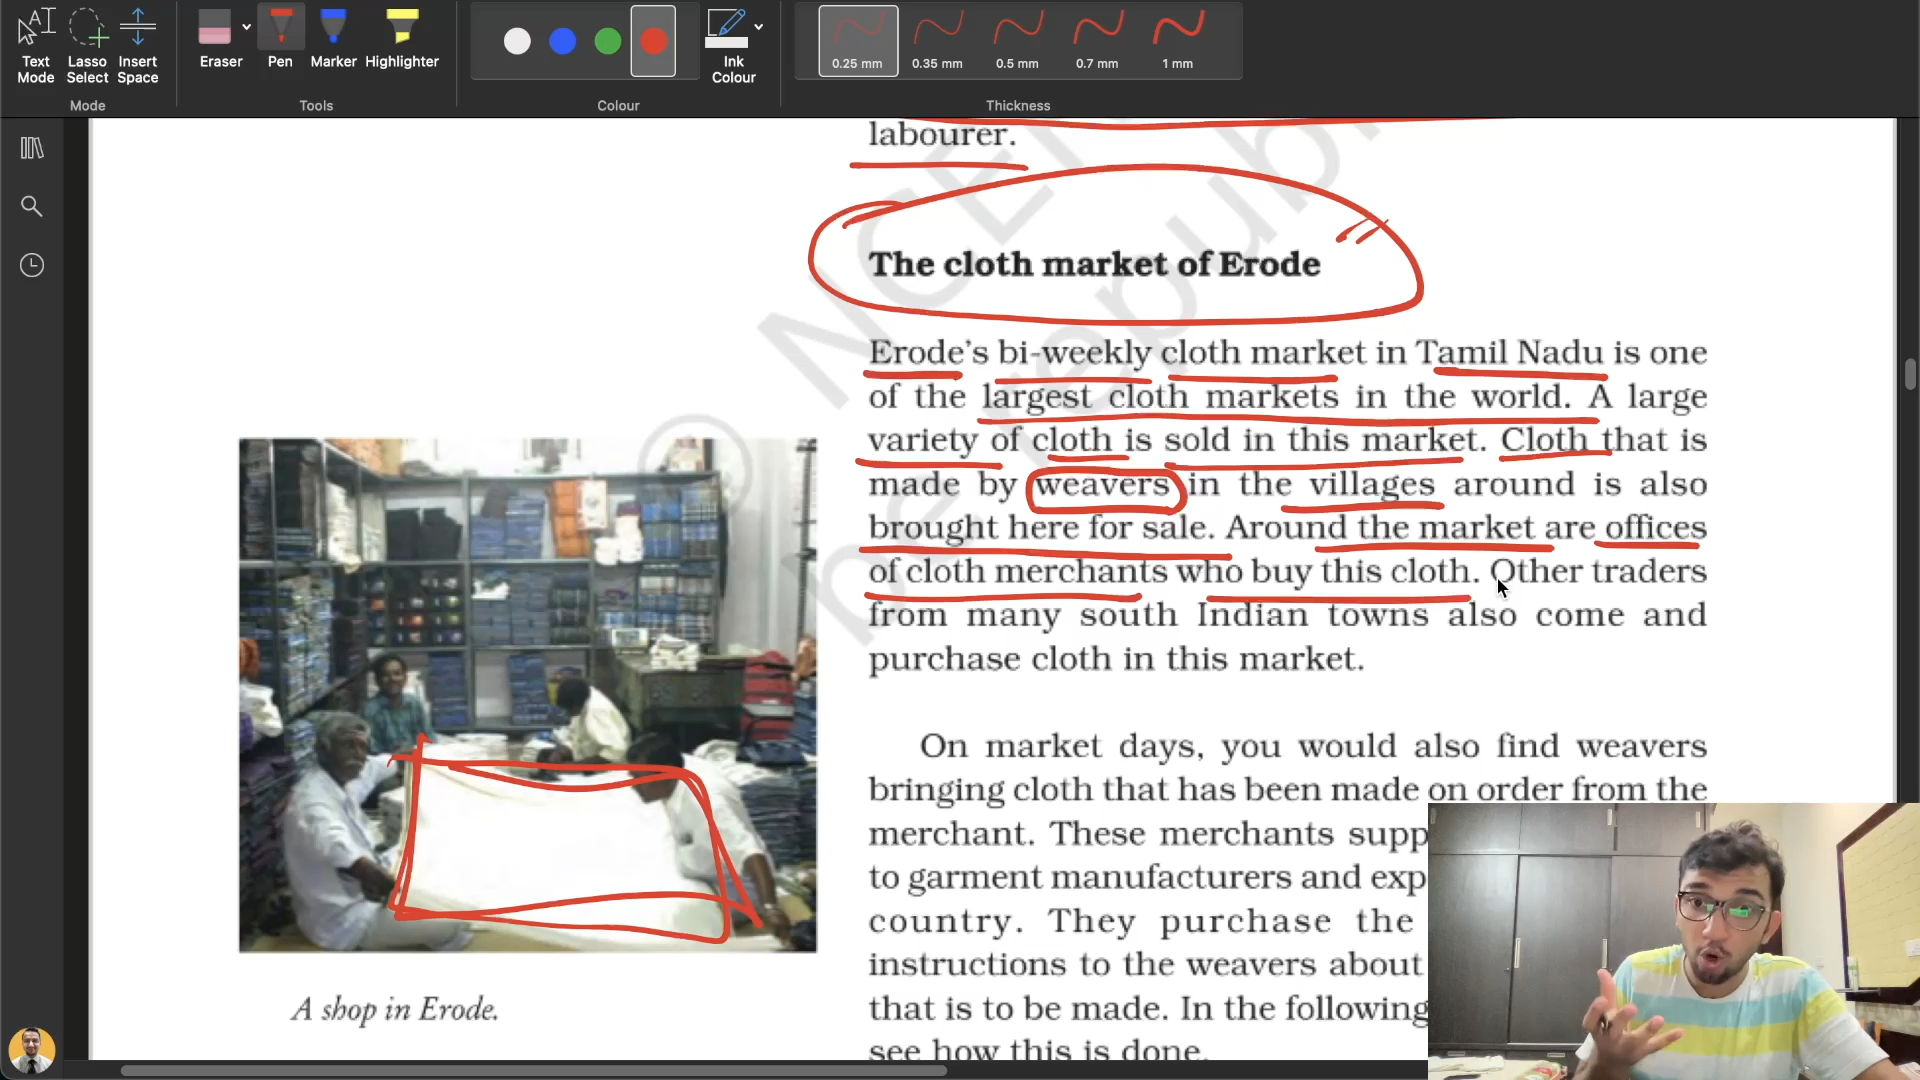 Text
Mode
Lasso
Select
Insert
Space
Mode
Eraser
Pen
Marker
Highlighter
Tools
Colour
Ink
Colour
0.25 mm
0.35 mm
0.5 mm
0.7 mm
1 mm
Thickness
labourer.
The cloth market of Erode
Erode's bi-weekly cloth market in Tamil Nadu is one
of the largest cloth markets in the world. A large
variety of cloth is sold in this market. Cloth that is
made by weavers in the villages around is also
brought here for sale. Around the market are offices
of cloth merchants who buy this cloth. Other traders
from many south Indian towns also come and
purchase cloth in this market.
On market days, you would also find weavers
bringing cloth that has been made on order from the
merchant. These merchants supp
to garment manufacturers and exp
country. They purchase the
instructions to the weavers about
that is to be made. In the following
see how this is done.
A shop in Erode.